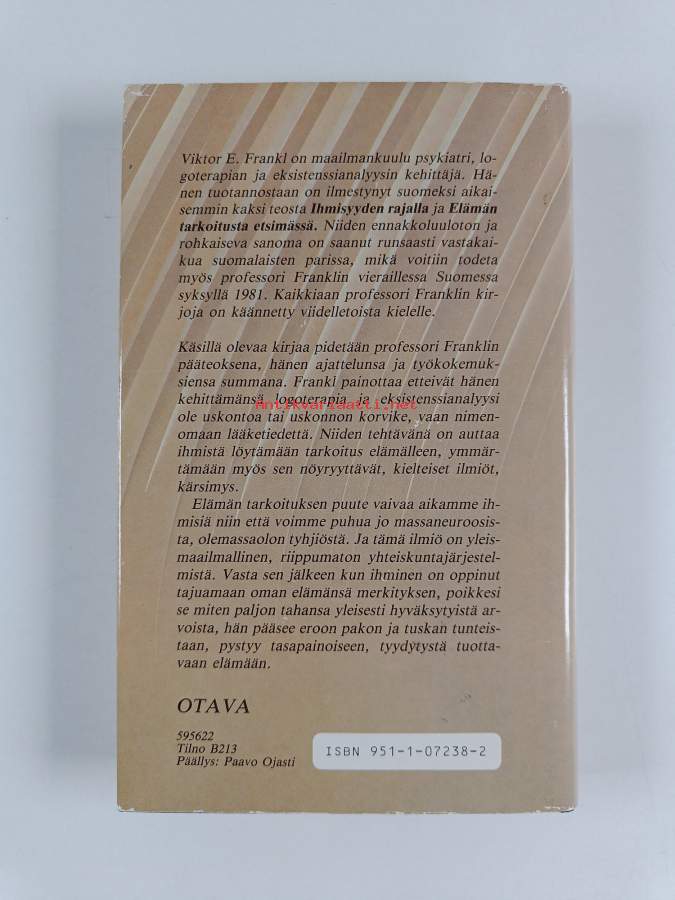 Viktor E. Frankl on maailmankuulu psykiatri, lo-
goterapian ja eksistenssianalyysin kehittäjä. Hä-
nen tuotannostaan on ilmestynyt suomeksi aikai-
semmin kaksi teosta Ihmisyyden rajalla ja Elämän
tarkoitusta etsimässä. Niiden ennakkoluuloton ja
rohkaiseva sanoma on saanut runsaasti vastakai-
kua suomalaisten parissa, mikä voitiin todeta
myös professori Franklin vieraillessa Suomessa
syksyllä 1981. Kaikkiaan professori Franklin kir-
joja on käännetty viidelletoista kielelle.
Käsillä olevaa kirjaa pidetään professori Franklin
pääteoksena, hänen ajattelunsa ja työkokemuk-
siensa summana. Frankl painottaa etteivät hänen
kehittämänsä logoterapia ja eksistenssianalyysi
Antikvariaatti.net
ole uskontoa tai uskonnon korvike, vaan nimen-
omaan lääketiedettä. Niiden tehtävänä on auttaa
ihmistä löytämään tarkoitus elämälleen, ymmär-
tämään myös sen nöyryyttävät, kielteiset ilmiöt,
kärsimys.
Elämän tarkoituksen puute vaivaa aikamme ih-
misiä niin että voimme puhua jo massaneuroosis-
ta, olemassaolon tyhjiöstä. Ja tämä ilmiö on yleis-
maailmallinen, riippumaton yhteiskuntajärjestel-
mistä. Vasta sen jälkeen kun ihminen on oppinut
tajuamaan oman elämänsä merkityksen, poikkesi
se miten paljon tahansa yleisesti hyväksytyistä ar-
voista, hän pääsee eroon pakon ja tuskan tunteis-
taan, pystyy tasapainoiseen, tyydytystä tuotta-
vaan elämään.
OTAVA
595622
Tilno B213
Päällys: Paavo Ojasti
ISBN 951-1-07238-2